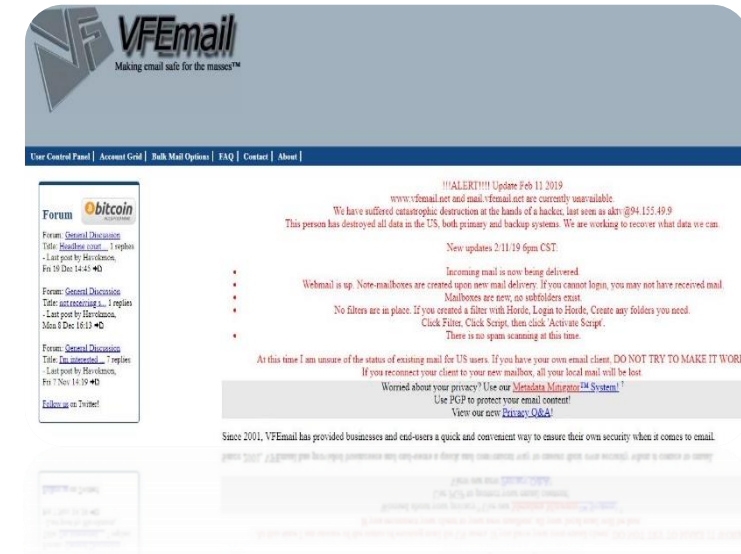 VFEmail
Making email safe for the masses™
User Control Panel | Account Grid | Bulk Mail Options | FAQ | Contact | About |
Forum
bitcoin
Forum: General Discussion
Title: Headline court ... 1 replies
- Last post by Havokmon,
Fri 19 Dec 14:45
Forum: General Discussion
Title: not receiving s... 1 replies
- Last post by Havokmon,
Mon 8 Dec 16:13
Forum: General Discussion
Title: I'm interested ... 7 replies
- Last post by Havokmon,
Fri 7 Nov 14:19
Follow us on Twitter!
!!!ALERT!!!! Update Feb 11 2019
www.vfemail.net and mail.vfemail.net are currently unavailable.
We have suffered catastrophic destruction at the hands of a hacker, last seen as aktv@94.155.49.9
This person has destroyed all data in the US, both primary and backup systems. We are working to recover what data we can.
New updates 2/11/19 6pm CST:
• Incoming mail is now being delivered.
• Webmail is up. Note-mailboxes are created upon new mail delivery. If you cannot login, you may not have received mail.
• Mailboxes are new, no subfolders exist.
• No filters are in place. If you created a filter with Horde, Login to Horde, Create any folders you need.
Click Filter, Click Script, then click 'Activate Script'.
• There is no spam scanning at this time.
At this time I am unsure of the status of existing mail for US users. If you have your own email client, DO NOT TRY TO MAKE IT WORK
If you reconnect your client to your new mailbox, all your local mail will be lost.
Worried about your privacy? Use our Metadata Mitigator™ System! †
Use PGP to protect your email content!
View our new Privacy Q&A!
Since 2001, VFEmail has provided businesses and end-users a quick and convenient way to ensure their own security when it comes to email.